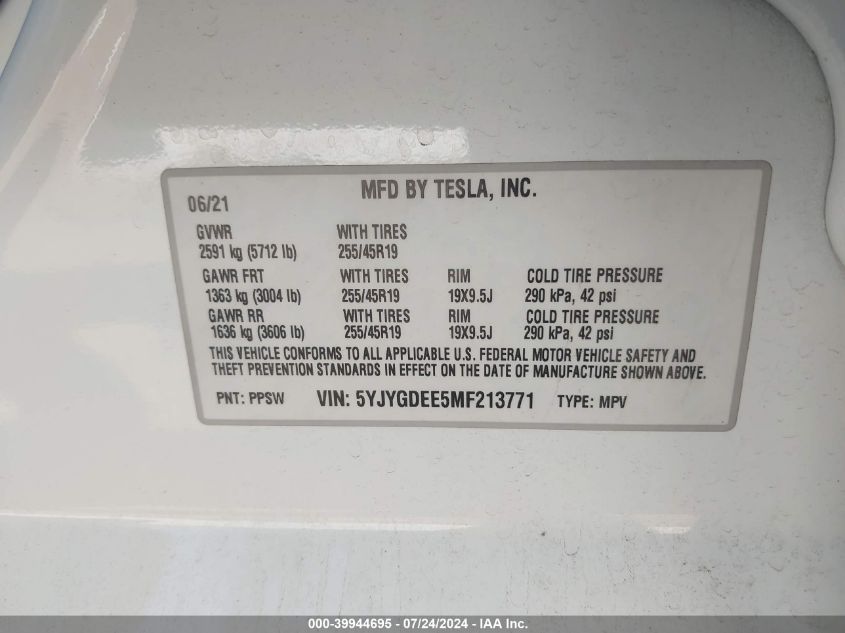 MFD BY TESLA, INC.
06/21
GVWR WITH TIRES
2591 kg (5712 lb) 255/45R19
GAWR FRT WITH TIRES RIM COLD TIRE PRESSURE
1363 kg (3004 lb) 255/45R19 19X9.5J 290 kPa, 42 psi
GAWR RR WITH TIRES RIM COLD TIRE PRESSURE
1636 kg (3606 lb) 255/45R19 19X9.5J 290 kPa, 42 psi
THIS VEHICLE CONFORMS TO ALL APPLICABLE U.S. FEDERAL MOTOR VEHICLE SAFETY AND
THEFT PREVENTION STANDARDS IN EFFECT ON THE DATE OF MANUFACTURE SHOWN ABOVE.
PNT: PPSW VIN: 5YJYGDEE5MF213771 TYPE: MPV
000-39944695 - 07/24/2024 - IAA Inc.